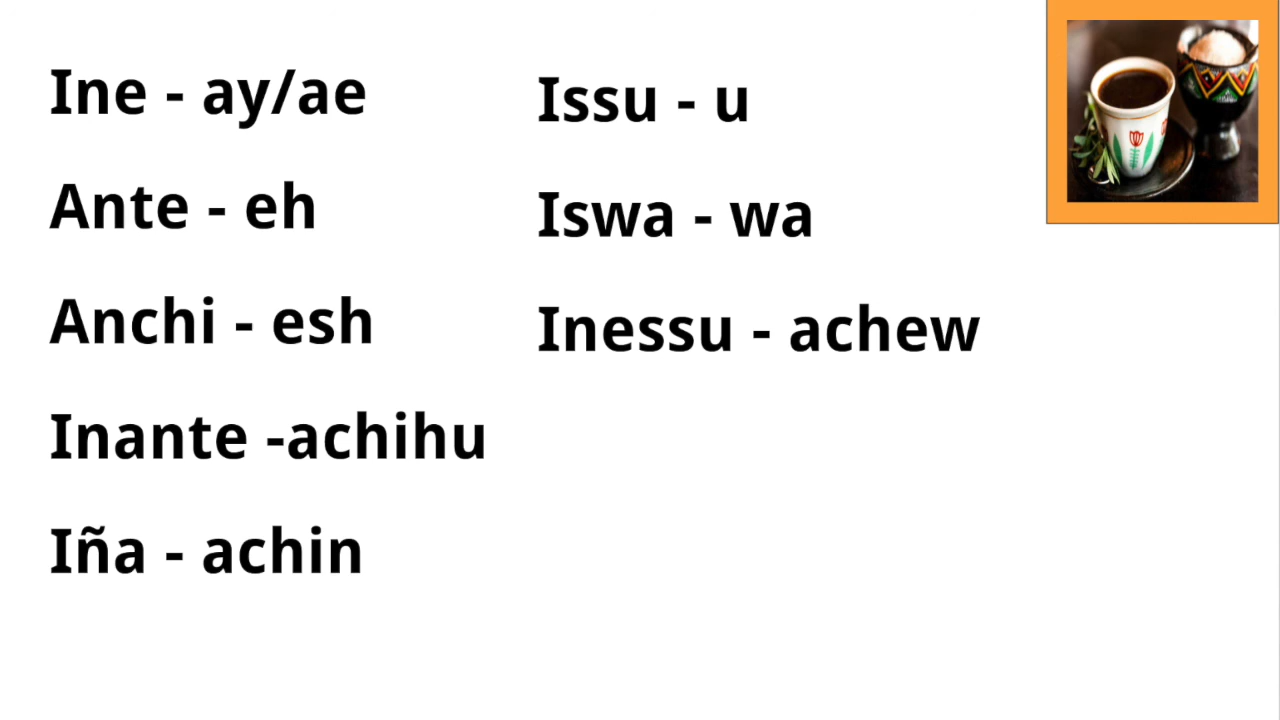 Ine - ay/ae
Ante - eh
Anchi - esh
Inante -achihu
Iña - achin
Issu - u
Iswa - wa
Inessu - achew